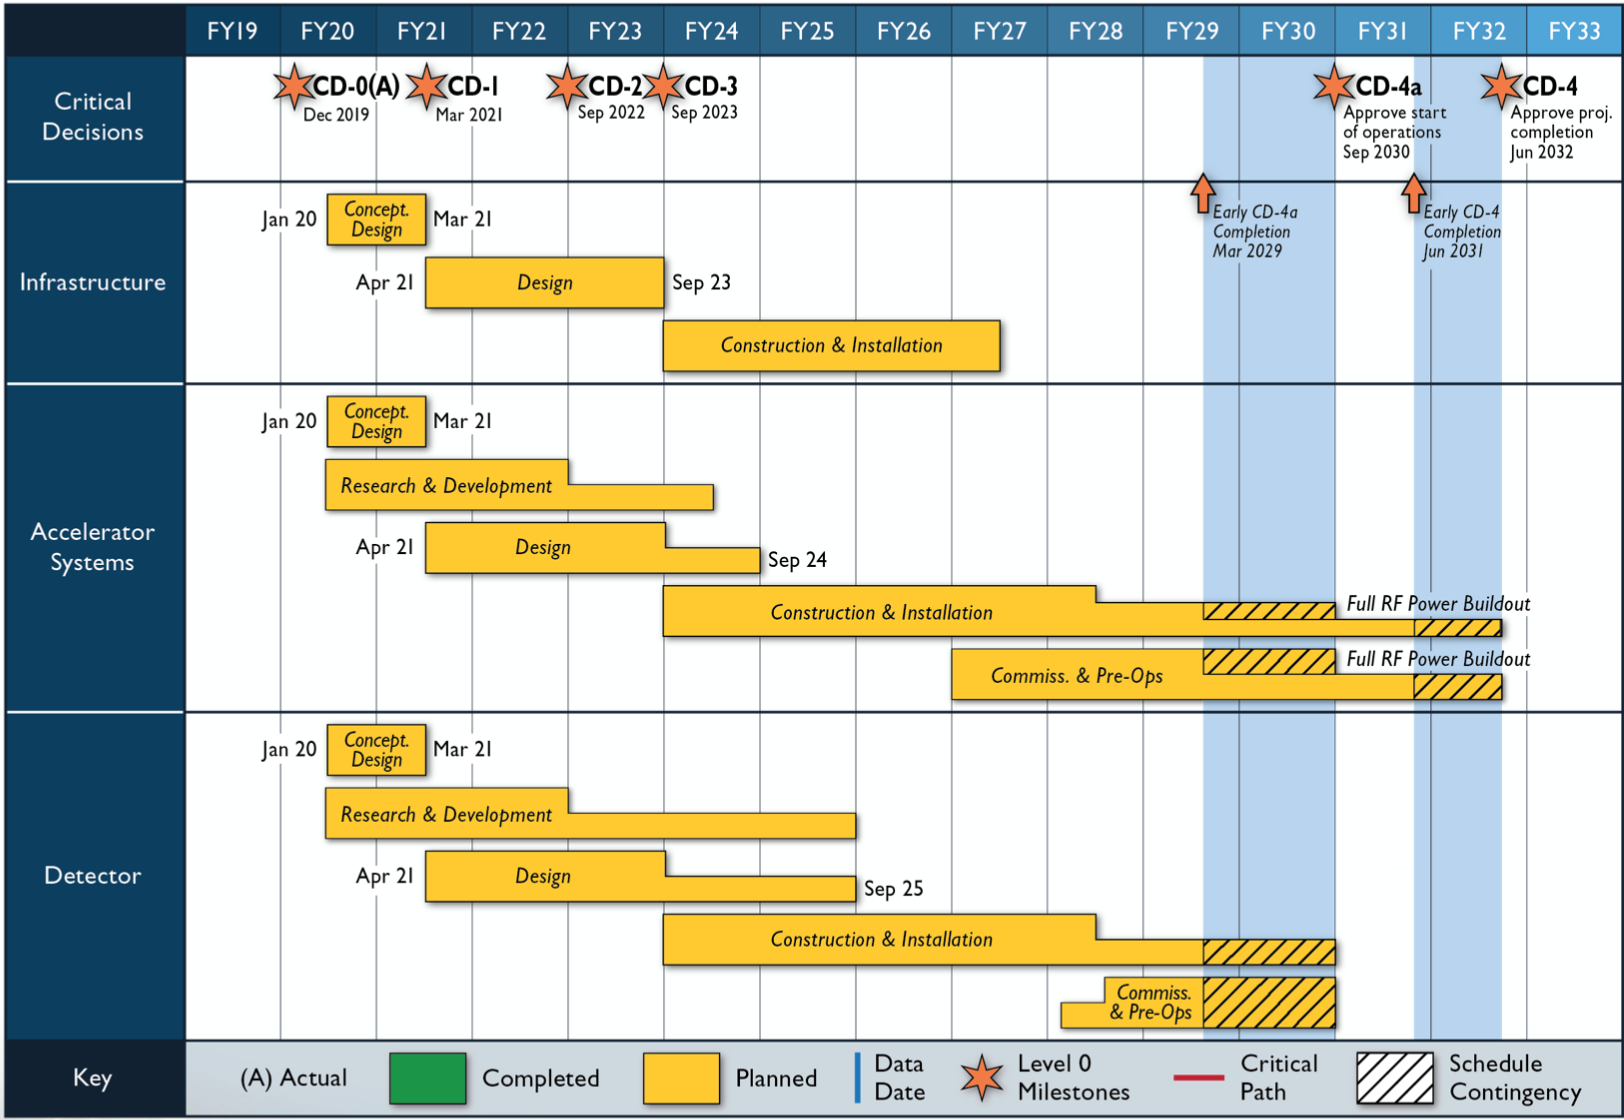 FY19 FY20 FY21 FY22 FY23 FY24 FY25 FY26 FY27 FY28 FY29 FY30 FY31 FY32 FY33
Critical
Decisions
CD-0(A)
Dec 2019
CD-1
Mar 2021
CD-2
Sep 2022
CD-3
Sep 2023
CD-4a
Approve start
of operations
Sep 2030
CD-4
Approve proj.
completion
Jun 2032
Early CD-4a
Completion
Mar 2029
Early CD-4
Completion
Jun 2031
Infrastructure
Jan 20
Concept.
Design
Mar 21
Apr 21
Design
Sep 23
Construction & Installation
Accelerator
Systems
Jan 20
Concept.
Design
Mar 21
Research & Development
Apr 21
Design
Sep 24
Construction & Installation
Full RF Power Buildout
Commiss. & Pre-Ops
Full RF Power Buildout
Detector
Jan 20
Concept.
Design
Mar 21
Research & Development
Apr 21
Design
Sep 25
Construction & Installation
Commiss.
& Pre-Ops
Key
(A) Actual
Completed
Planned
Data
Date
Level 0
Milestones
Critical
Path
Schedule
Contingency